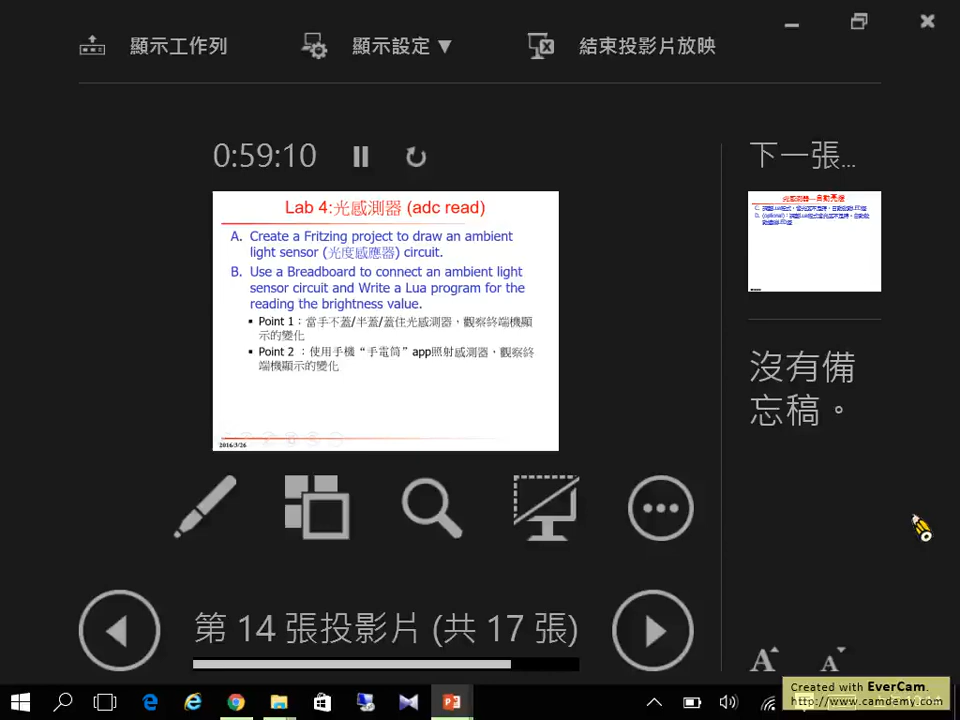 顯示工作列
顯示設定 ▼
結束投影片放映
0:59:10
下一張...
Lab 4:光感測器 (adc read)
A. Create a Fritzing project to draw an ambient
light sensor (光度感應器) circuit.
B. Use a Breadboard to connect an ambient light
sensor circuit and Write a Lua program for the
reading the brightness value.
• Point 1：當手不蓋/半蓋/蓋住光感測器，觀察終端機顯
示的變化
• Point 2 ：使用手機“手電筒” app照射感測器，觀察終
端機顯示的變化
2016/3/26
沒有備
忘稿。
第 14 張投影片 (共 17 張)
Created with EverCam.
http://www.camdemy.com